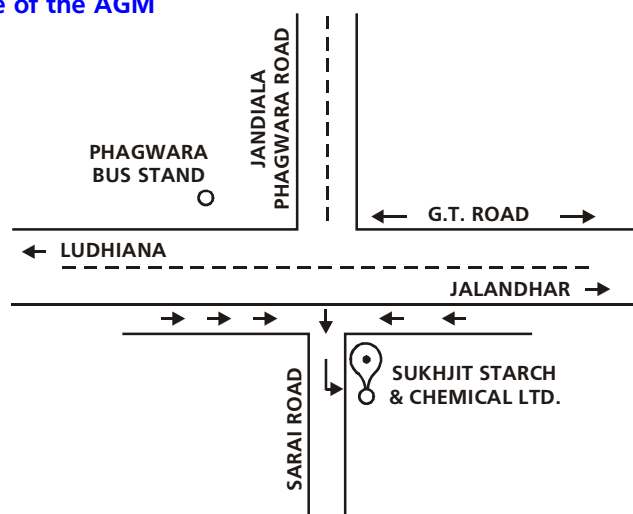 e of the AGM
JANDIALA
PHAGWARA ROAD
PHAGWARA
BUS STAND
G.T. ROAD
LUDHIANA
JALANDHAR
SUKHJIT STARCH
& CHEMICAL LTD.
SARAI ROAD